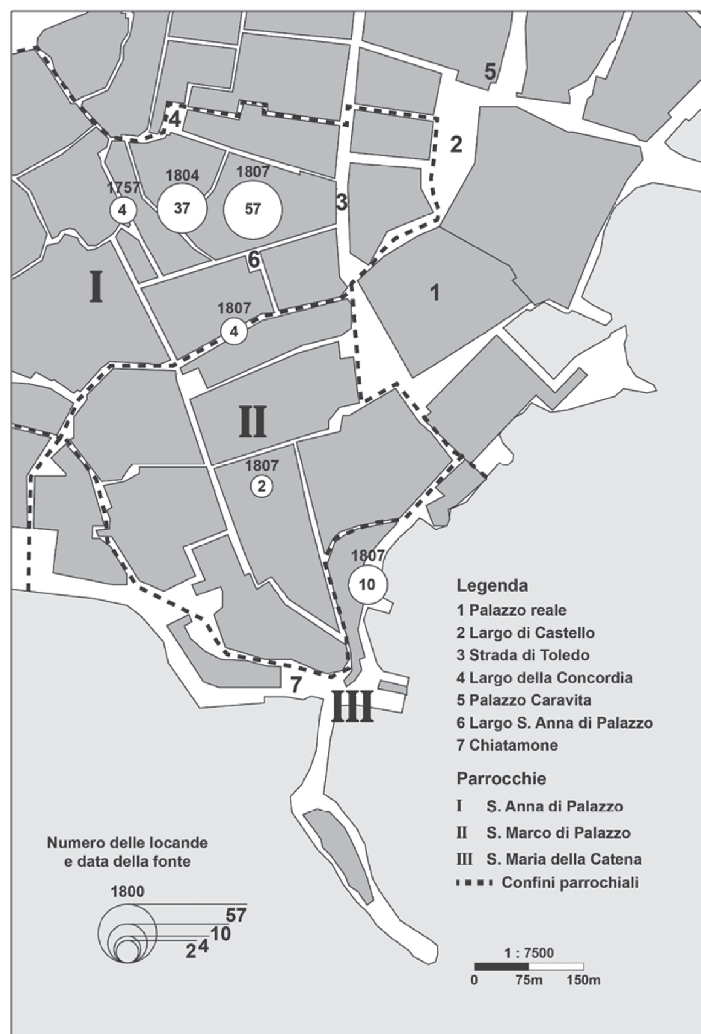 5
4
2
1757
4
1804
37
1807
57
3
6
I
1
1807
4
II
1807
2
1807
10
7
III
Legenda
1 Palazzo reale
2 Largo di Castello
3 Strada di Toledo
4 Largo della Concordia
5 Palazzo Caravita
6 Largo S. Anna di Palazzo
7 Chiatamone
Parrocchie
I S. Anna di Palazzo
II S. Marco di Palazzo
III S. Maria della Catena
Confini parrochiali
Numero delle locande
e data della fonte
1800
57
10
2 4
1 : 7500
0 75m 150m